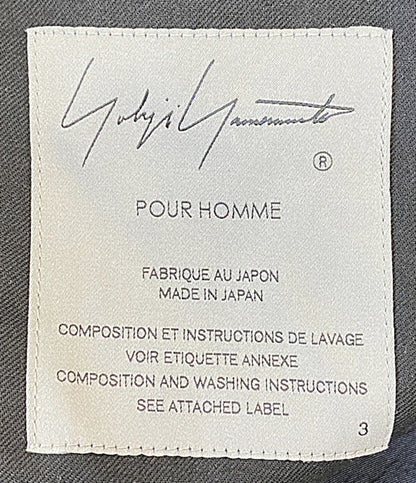 Yohji Yamamoto
®
POUR HOMME
FABRIQUE AU JAPON
MADE IN JAPAN
COMPOSITION ET INSTRUCTIONS DE LAVAGE
VOIR ETIQUETTE ANNEXE
COMPOSITION AND WASHING INSTRUCTIONS
SEE ATTACHED LABEL
3